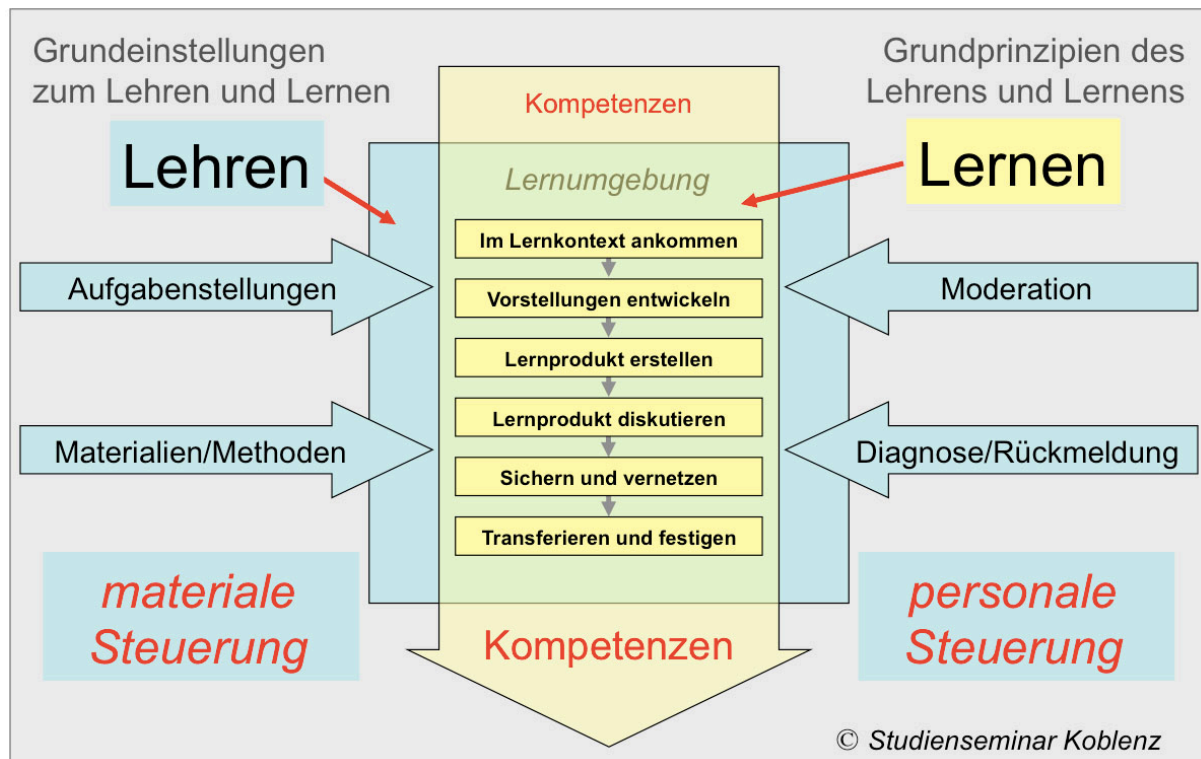 Grundeinstellungen
zum Lehren und Lernen
Grundprinzipien des
Lehrens und Lernens
Kompetenzen
Lehren
Lernen
Lernumgebung
Im Lernkontext ankommen
Vorstellungen entwickeln
Lernprodukt erstellen
Lernprodukt diskutieren
Sichern und vernetzen
Transferieren und festigen
Aufgabenstellungen
Moderation
Materialien/Methoden
Diagnose/Rückmeldung
materiale
Steuerung
personale
Steuerung
Kompetenzen
© Studienseminar Koblenz